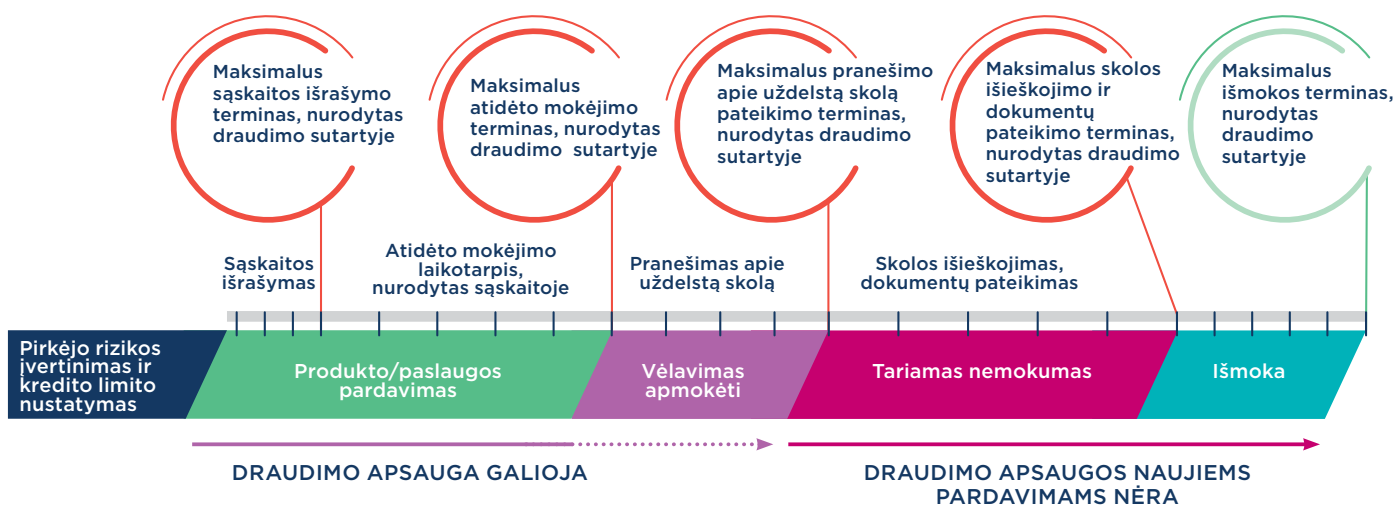 Maksimalus
sąskaitos išrašymo
terminas, nurodytas
draudimo sutartyje
Maksimalus
atidėto mokėjimo
terminas, nurodytas
draudimo sutartyje
Maksimalus pranešimo
apie uždelstą skolą
pateikimo terminas,
nurodytas draudimo
sutartyje
Maksimalus skolos
išieškojimo ir
dokumentų
pateikimo terminas,
nurodytas draudimo
sutartyje
Maksimalus
išmokos terminas,
nurodytas
draudimo
sutartyje
Sąskaitos
išrašymas
Atidėto mokėjimo
laikotarpis,
nurodytas sąskaitoje
Pranešimas apie
uždelstą skolą
Skolos išieškojimas,
dokumentų pateikimas
Pirkėjo rizikos
įvertinimas ir
kredito limito
nustatymas
Produkto/paslaugos
pardavimas
Vėlavimas
apmokėti
Tariamas nemokumas
Išmoka
DRAUDIMO APSAUGA GALIOJA
DRAUDIMO APSAUGOS NAUJIEMS
PARDAVIMAMS NĖRA